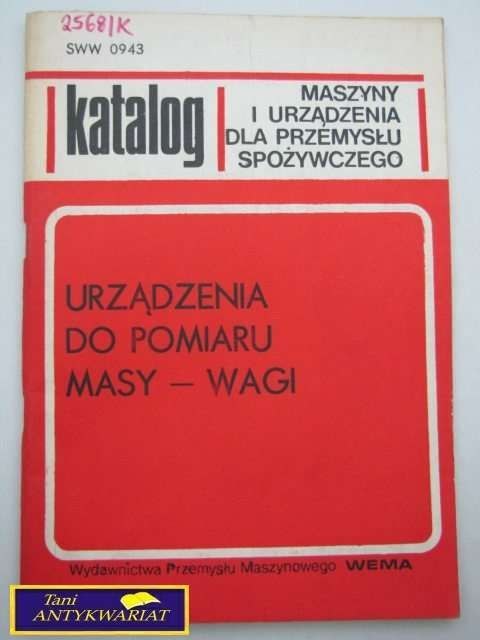 2568/K
SWW 0943
katalog
MASZYNY
I URZĄDZENIA
DLA PRZEMYSŁU
SPOŻYWCZEGO
URZĄDZENIA
DO POMIARU
MASY – WAGI
Wydawnictwa Przemysłu Maszynowego WEMA
Tani
ANTYKWARIAT